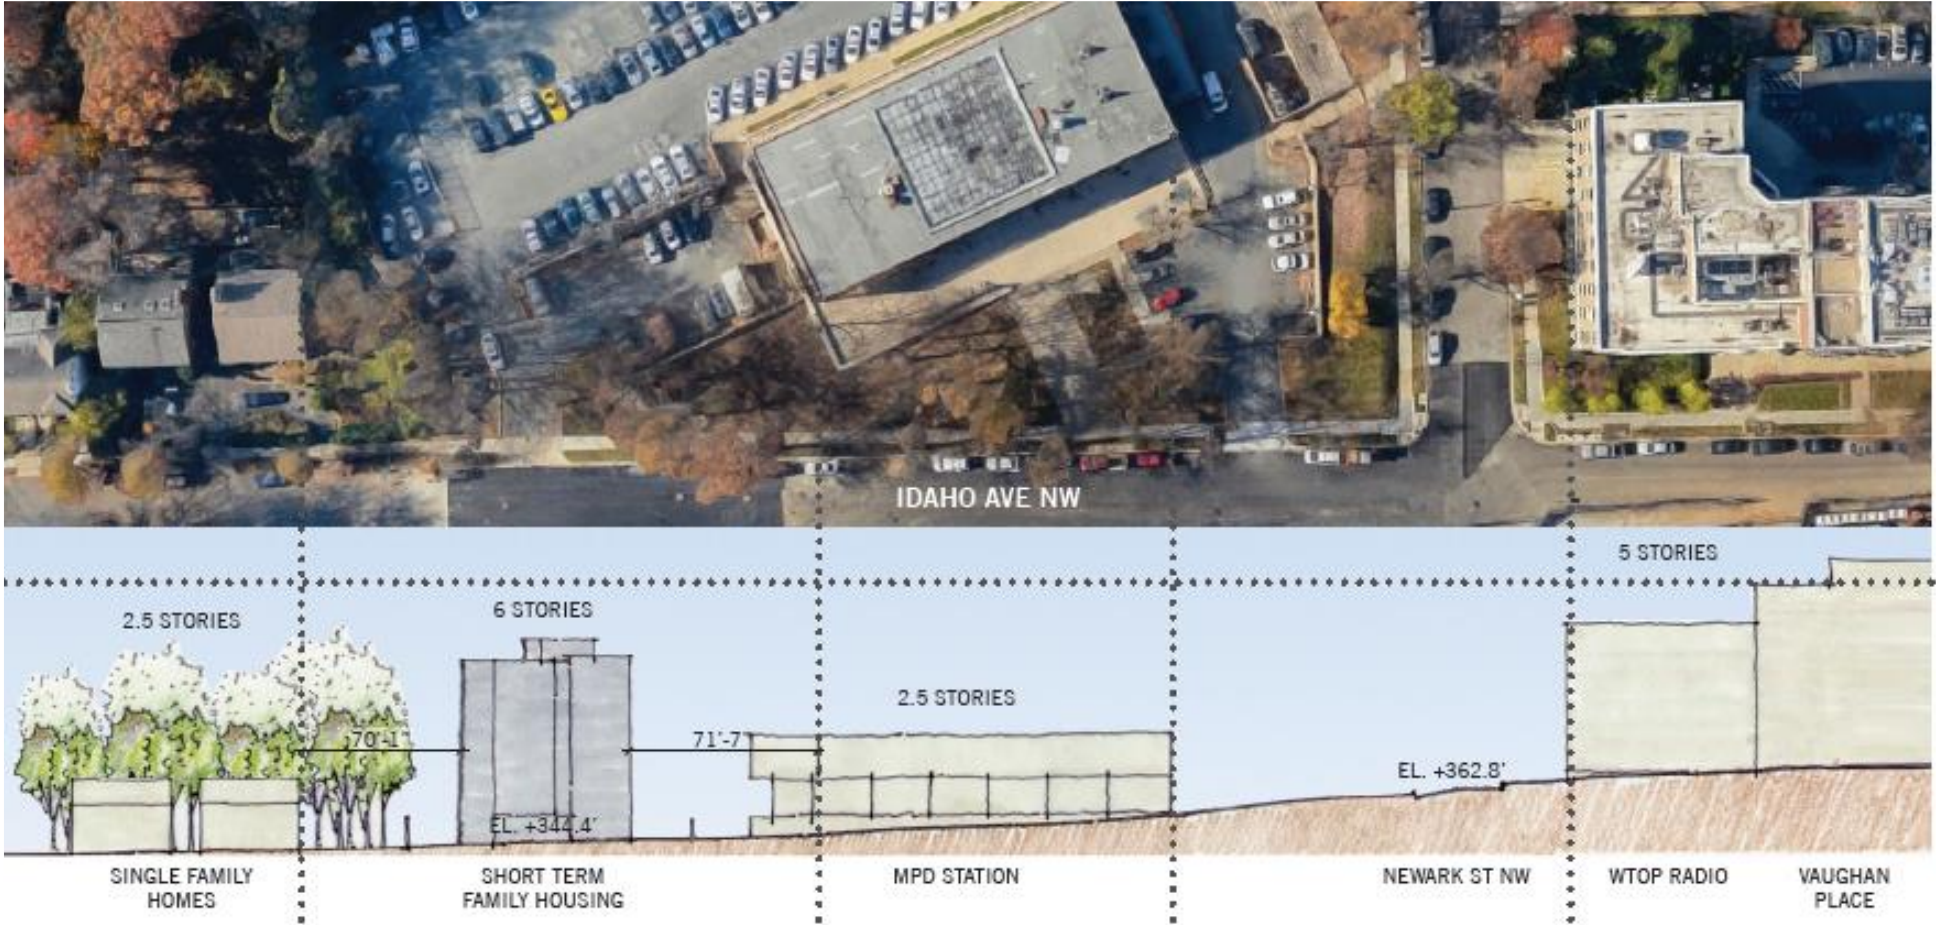 IDAHO AVE NW
5 STORIES
6 STORIES
2.5 STORIES
2.5 STORIES
70'-1"
71'-7"
EL. +362.8'
EL. +344.4'
SINGLE FAMILY
HOMES
SHORT TERM
FAMILY HOUSING
MPD STATION
NEWARK ST NW
WTOP RADIO
VAUGHAN
PLACE